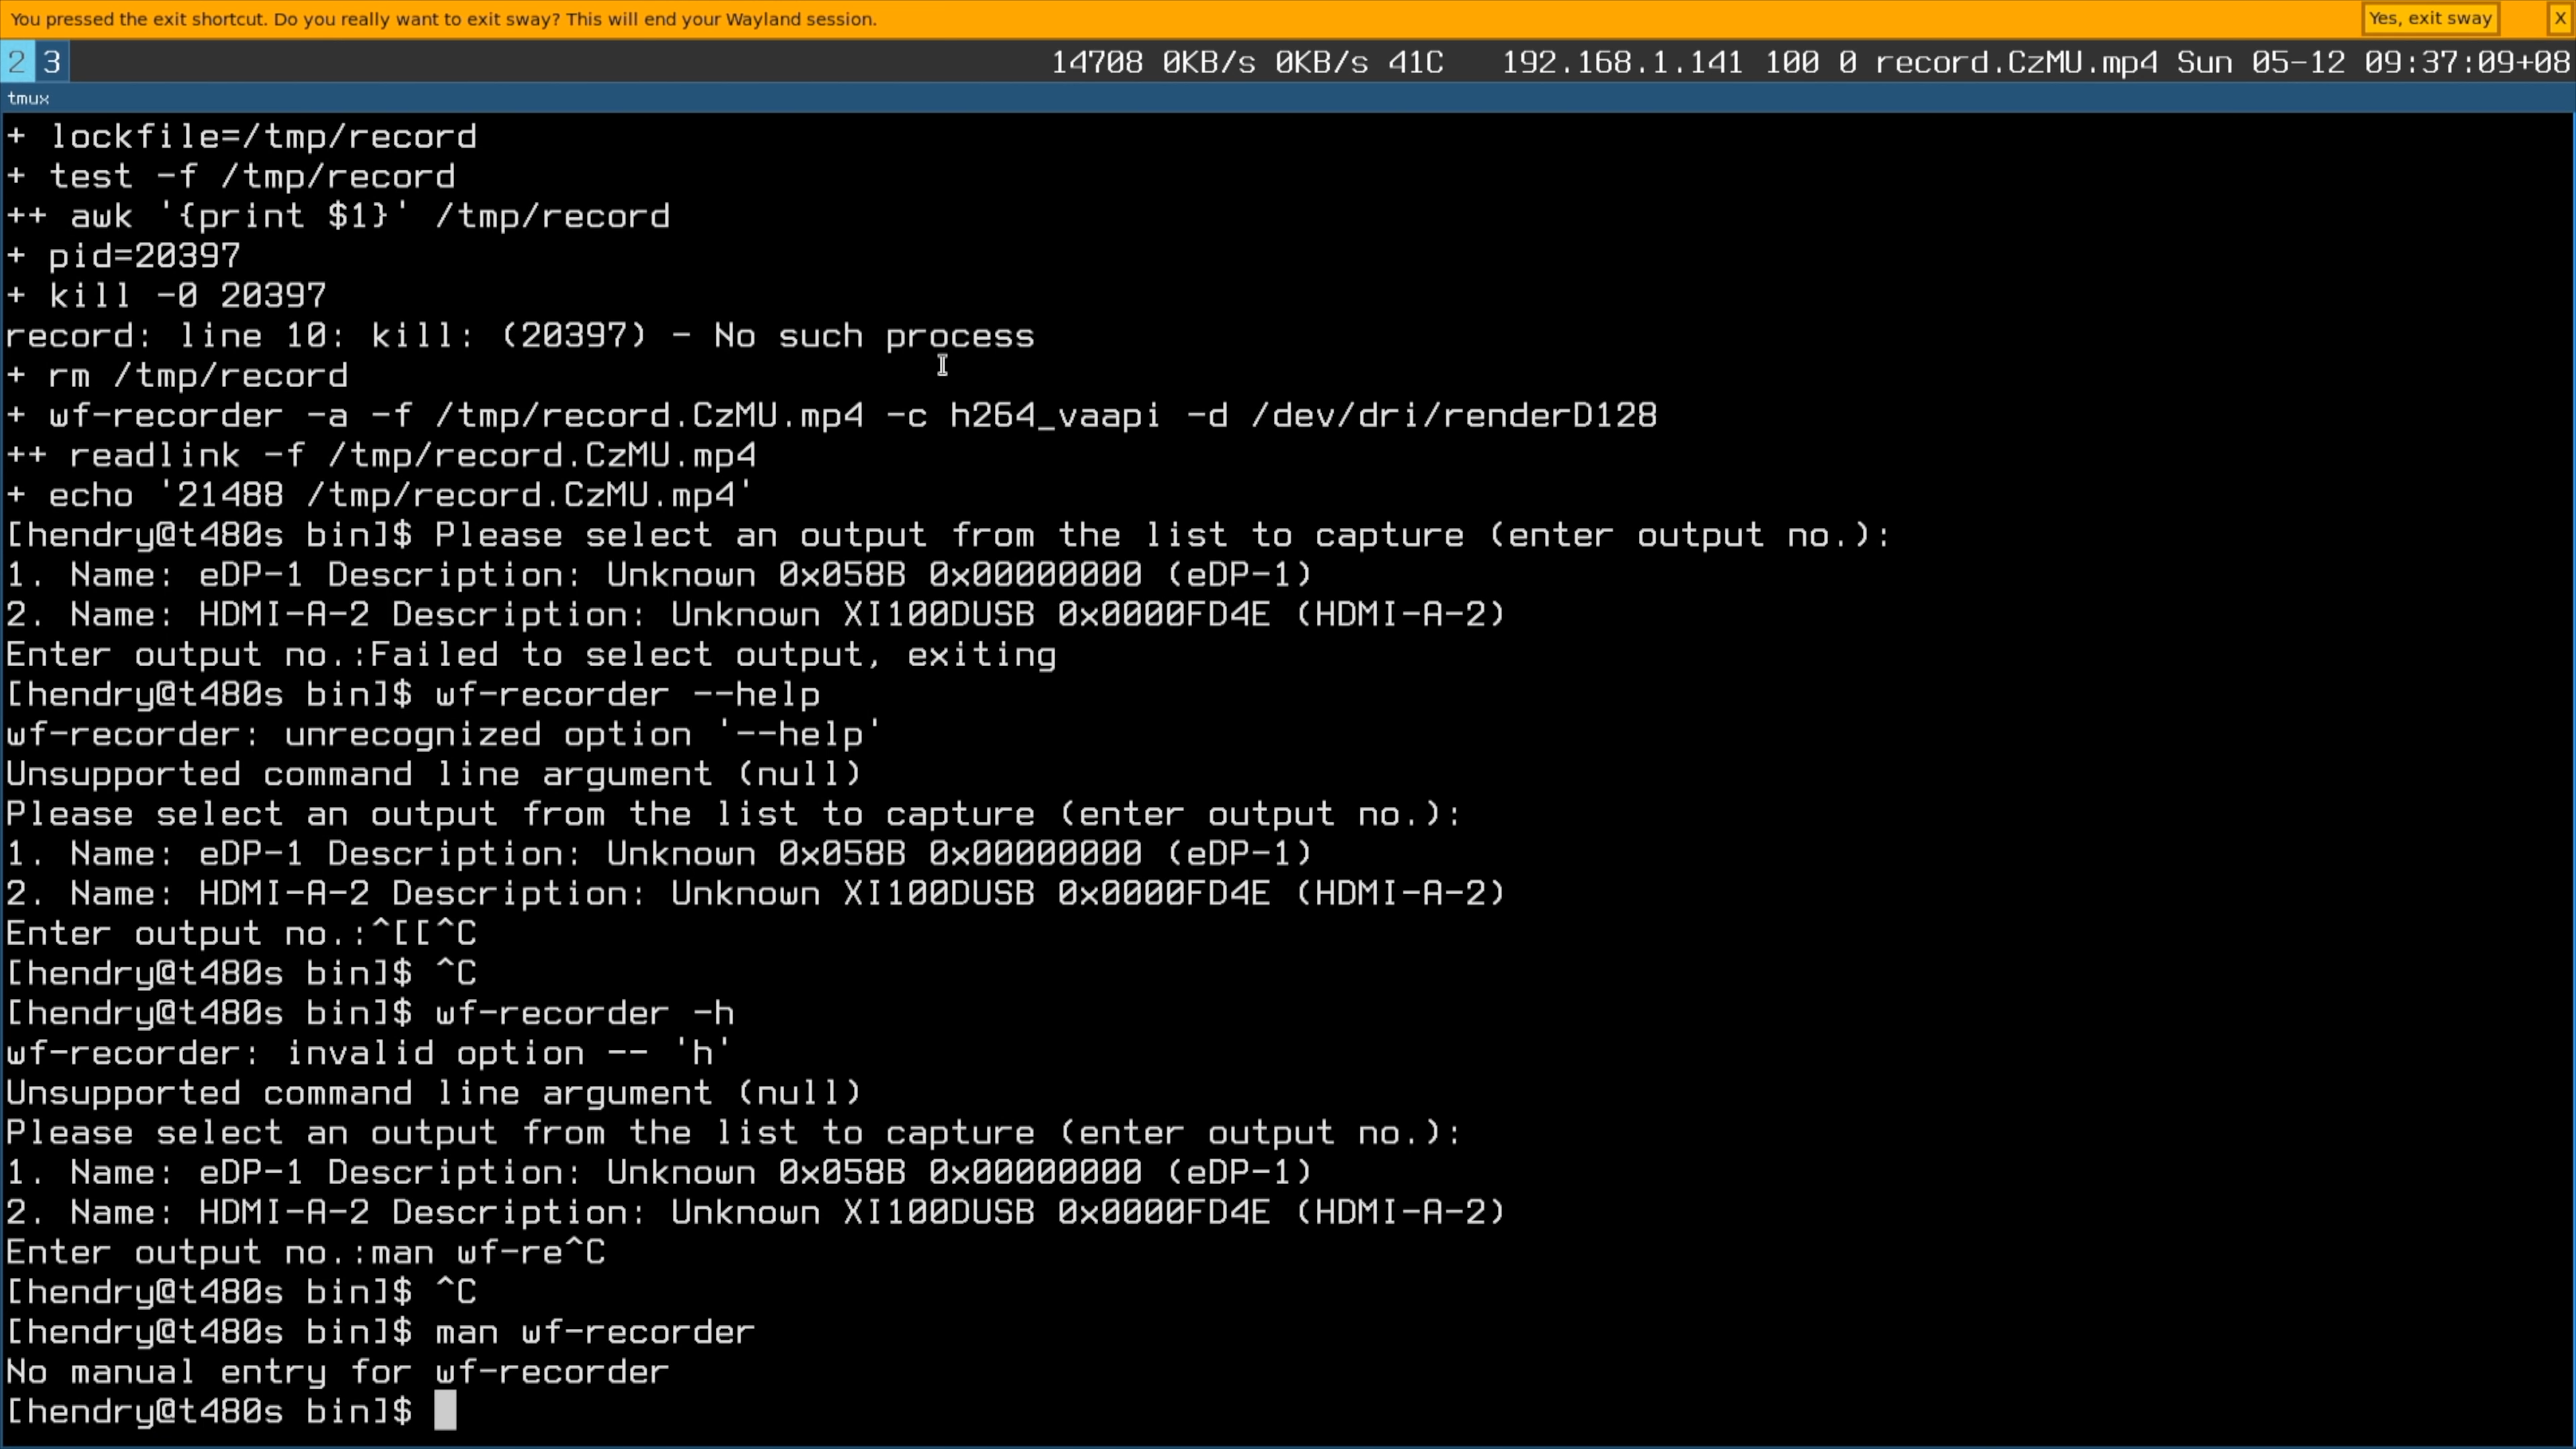 You pressed the exit shortcut. Do you really want to exit sway? This will end your Wayland session. Yes, exit sway X
2 3 14708 0KB/s 0KB/s 41C 192.168.1.141 100 0 record.CzMU.mp4 Sun 05-12 09:37:09+08
tmux
+ lockfile=/tmp/record
+ test -f /tmp/record
++ awk '{print $1}' /tmp/record
+ pid=20397
+ kill -0 20397
record: line 10: kill: (20397) - No such process
+ rm /tmp/record
+ wf-recorder -a -f /tmp/record.CzMU.mp4 -c h264_vaapi -d /dev/dri/renderD128
++ readlink -f /tmp/record.CzMU.mp4
+ echo '21488 /tmp/record.CzMU.mp4'
[hendry@t480s bin]$ Please select an output from the list to capture (enter output no.):
1. Name: eDP-1 Description: Unknown 0x058B 0x00000000 (eDP-1)
2. Name: HDMI-A-2 Description: Unknown XI100DUSB 0x0000FD4E (HDMI-A-2)
Enter output no.:Failed to select output, exiting
[hendry@t480s bin]$ wf-recorder --help
wf-recorder: unrecognized option '--help'
Unsupported command line argument (null)
Please select an output from the list to capture (enter output no.):
1. Name: eDP-1 Description: Unknown 0x058B 0x00000000 (eDP-1)
2. Name: HDMI-A-2 Description: Unknown XI100DUSB 0x0000FD4E (HDMI-A-2)
Enter output no.:^[[^C
[hendry@t480s bin]$ ^C
[hendry@t480s bin]$ wf-recorder -h
wf-recorder: invalid option -- 'h'
Unsupported command line argument (null)
Please select an output from the list to capture (enter output no.):
1. Name: eDP-1 Description: Unknown 0x058B 0x00000000 (eDP-1)
2. Name: HDMI-A-2 Description: Unknown XI100DUSB 0x0000FD4E (HDMI-A-2)
Enter output no.:man wf-re^C
[hendry@t480s bin]$ ^C
[hendry@t480s bin]$ man wf-recorder
No manual entry for wf-recorder
[hendry@t480s bin]$